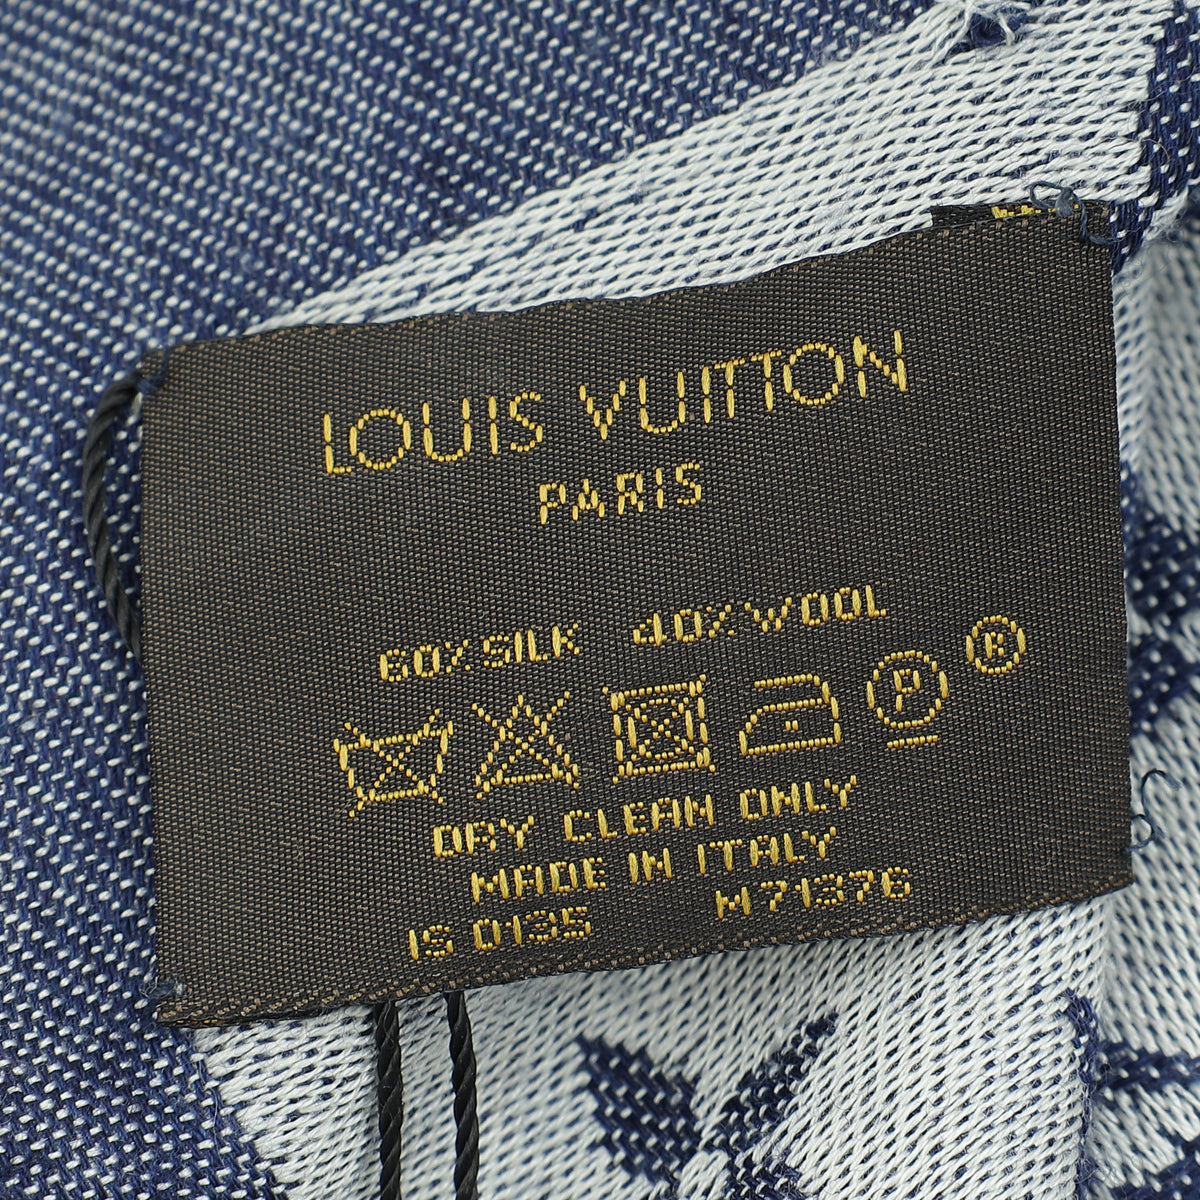 LOUIS VUITTON
PARIS
60% SILK 40% WOOL
P ®
DRY CLEAN ONLY
MADE IN ITALY
IS 0135 M71376